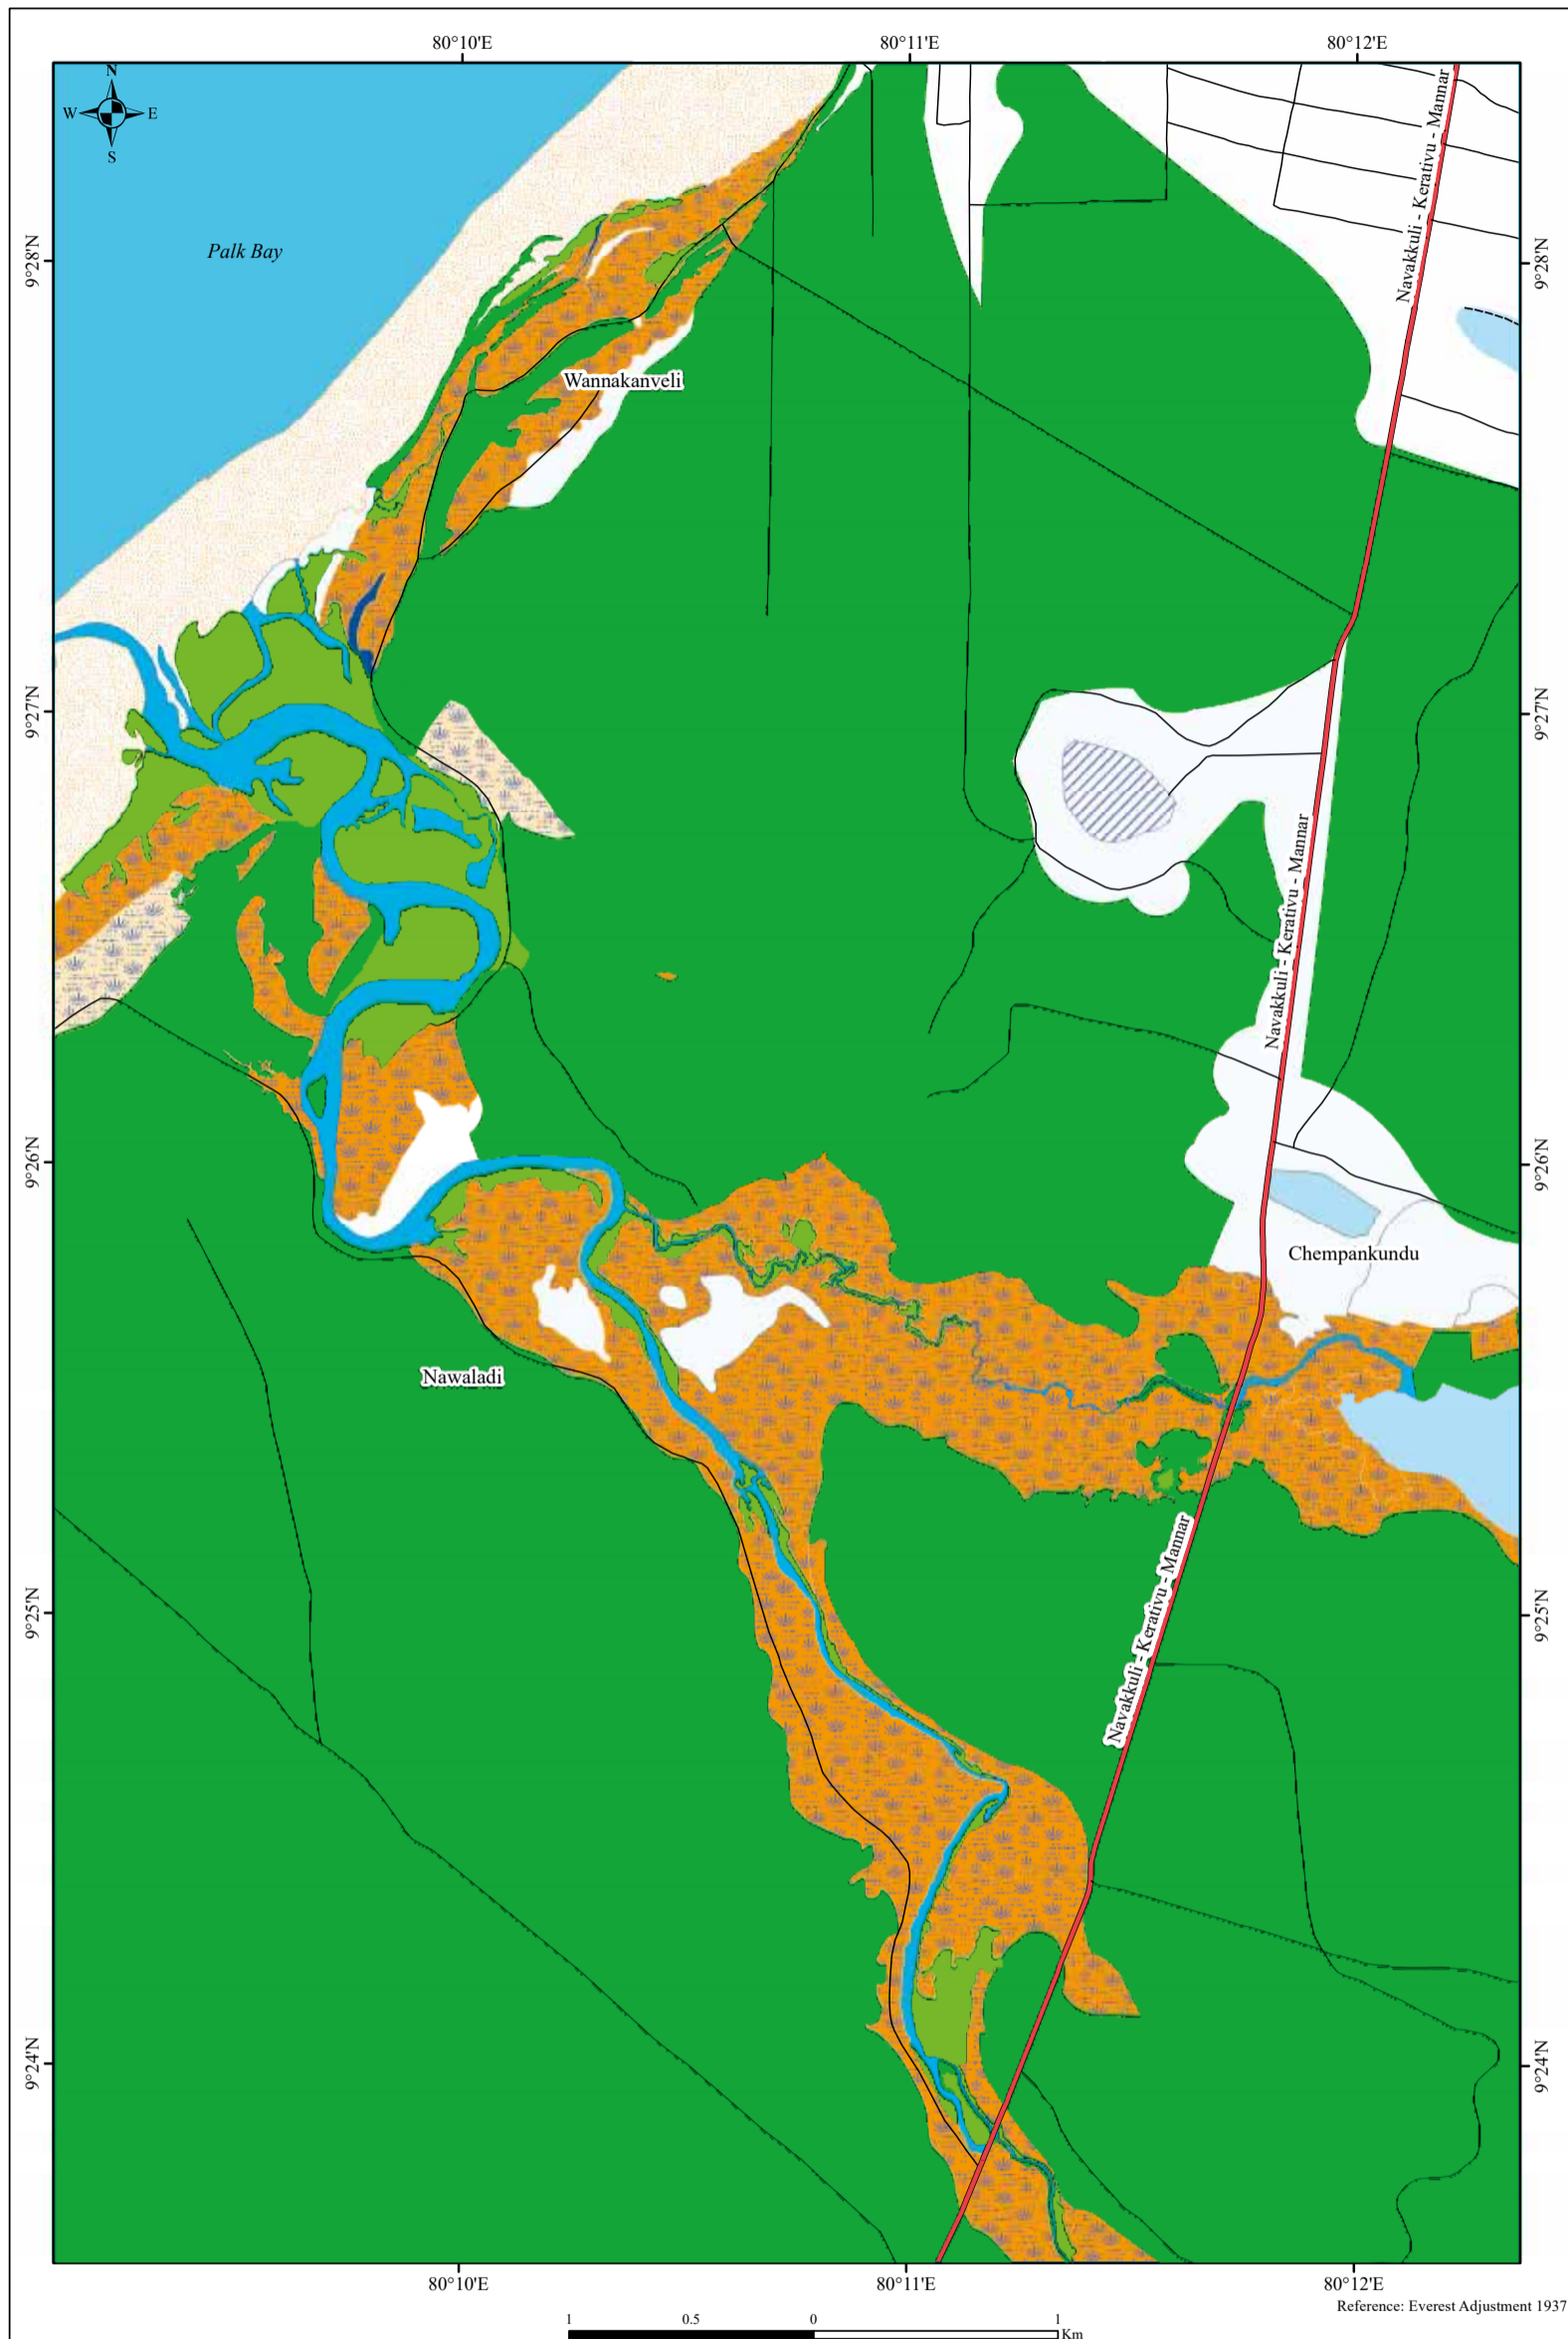 80°10'E
80°11'E
80°12'E
N
W
E
S
Palk Bay
9°28'N
9°28'N
Navakkuli - Kerativu - Mannar
Wannakanveli
9°27'N
9°27'N
Navakkuli - Kerativu - Mannar
9°26'N
9°26'N
Chempankundu
Nawaladi
9°25'N
9°25'N
Navakkuli - Kerativu - Mannar
9°24'N
9°24'N
80°10'E
80°11'E
80°12'E
Reference: Everest Adjustment 1937
1
0.5
0
1
Km